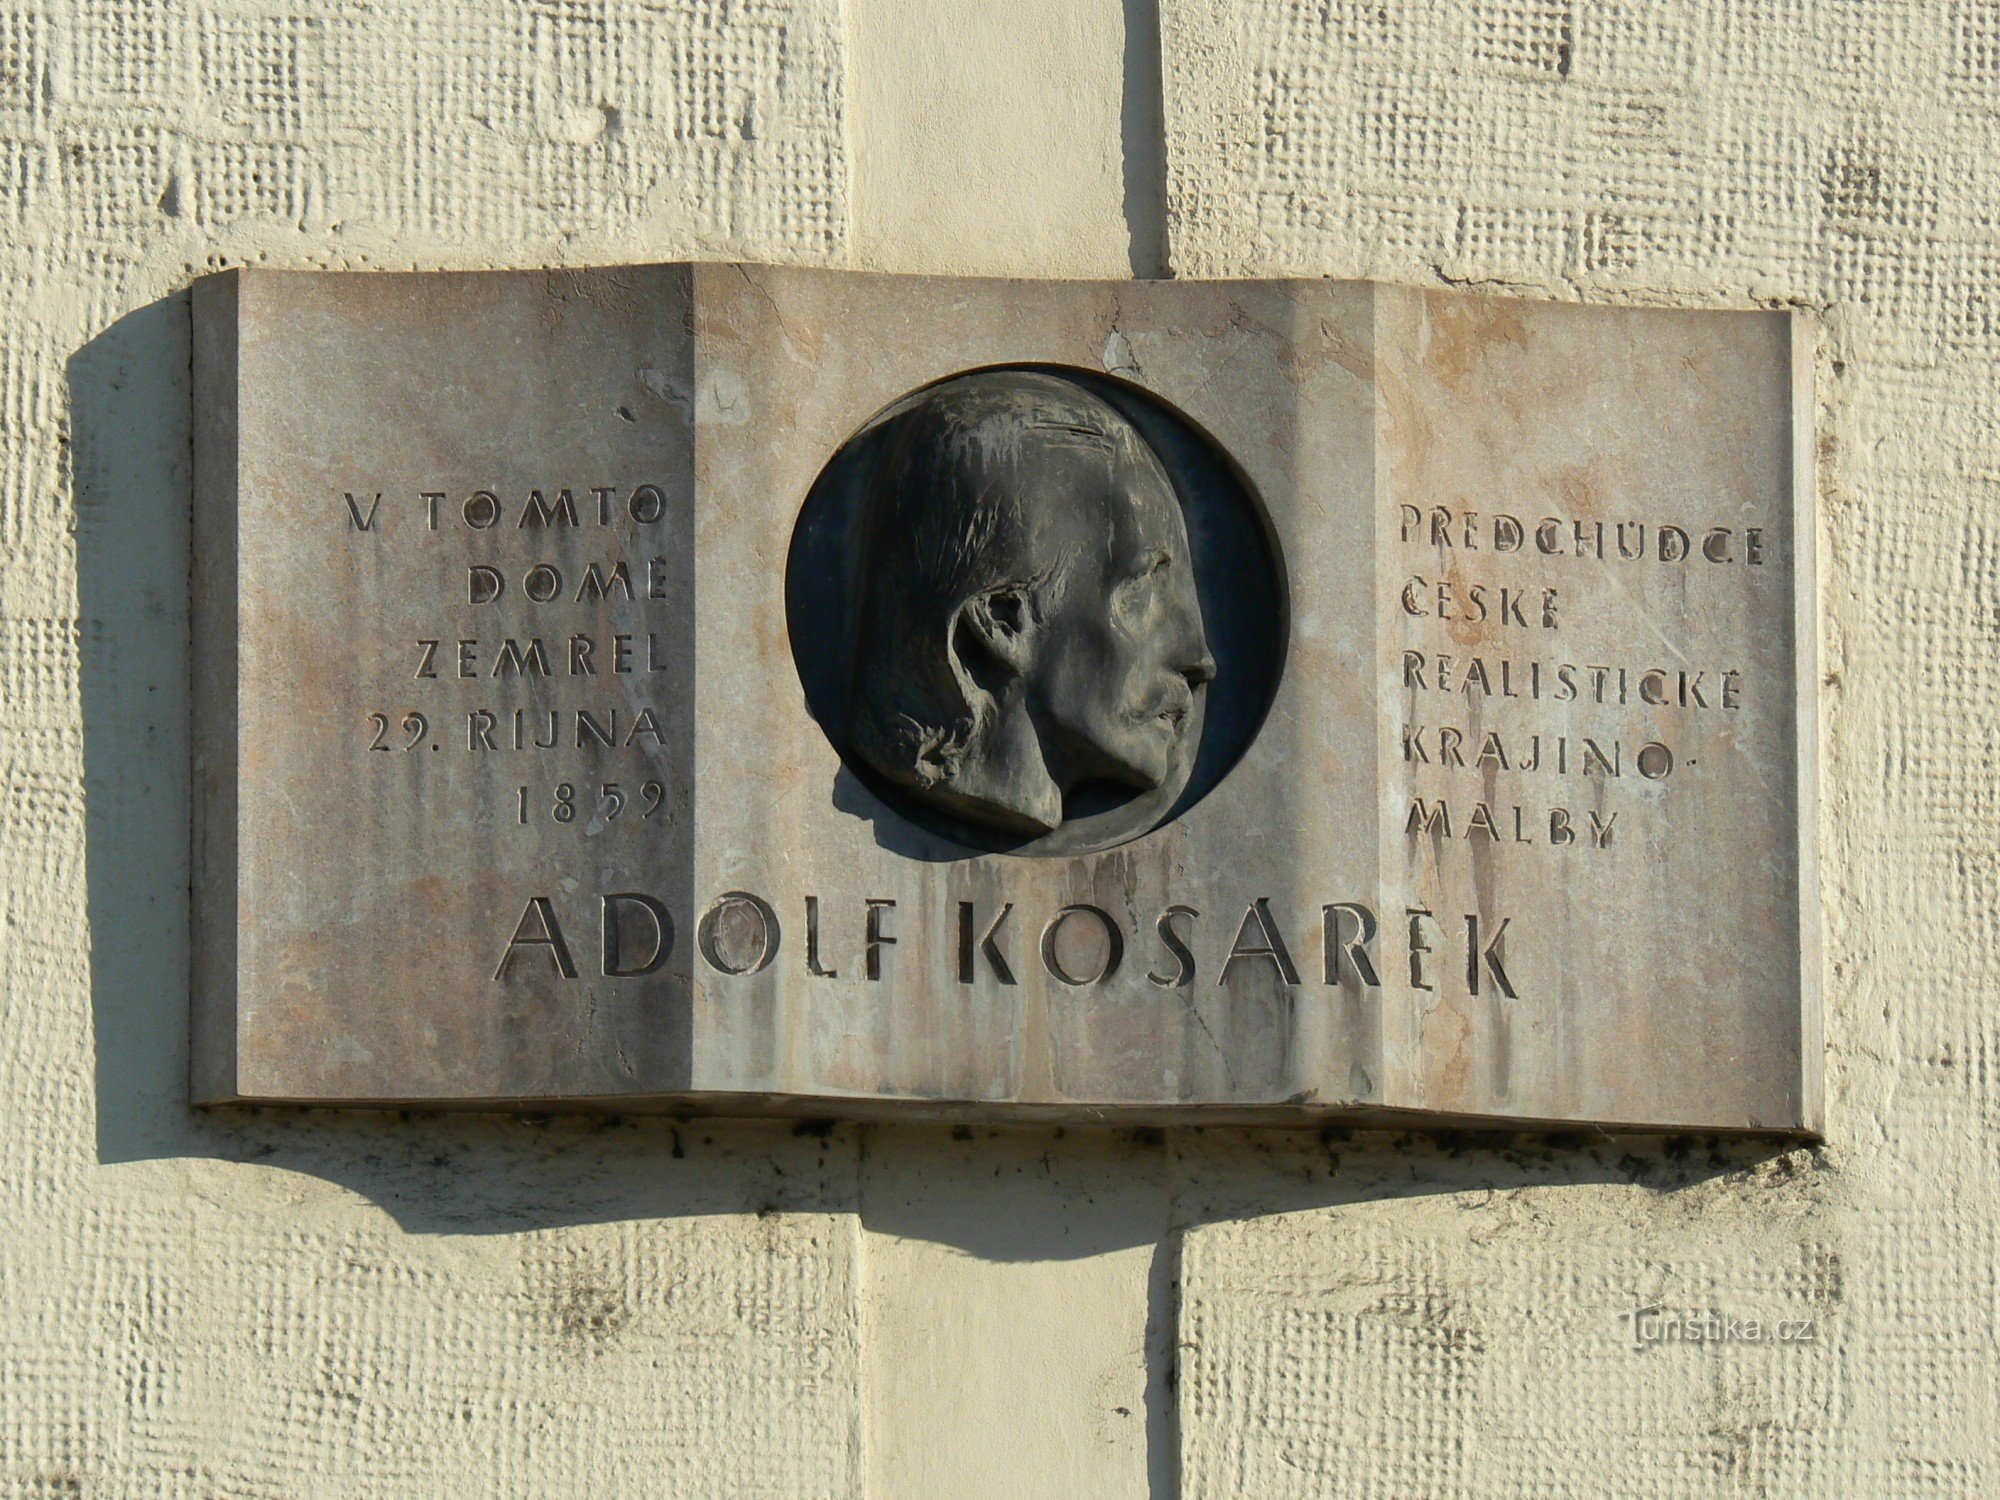 V TOMTO
DOMĚ
ZEMŘEL
29. ŘÍJNA
1859.
PŘEDCHŮDCE
ČESKÉ
REALISTICKÉ
KRAJINO-
MALBY
ADOLF KOSÁREK
Turistika.cz